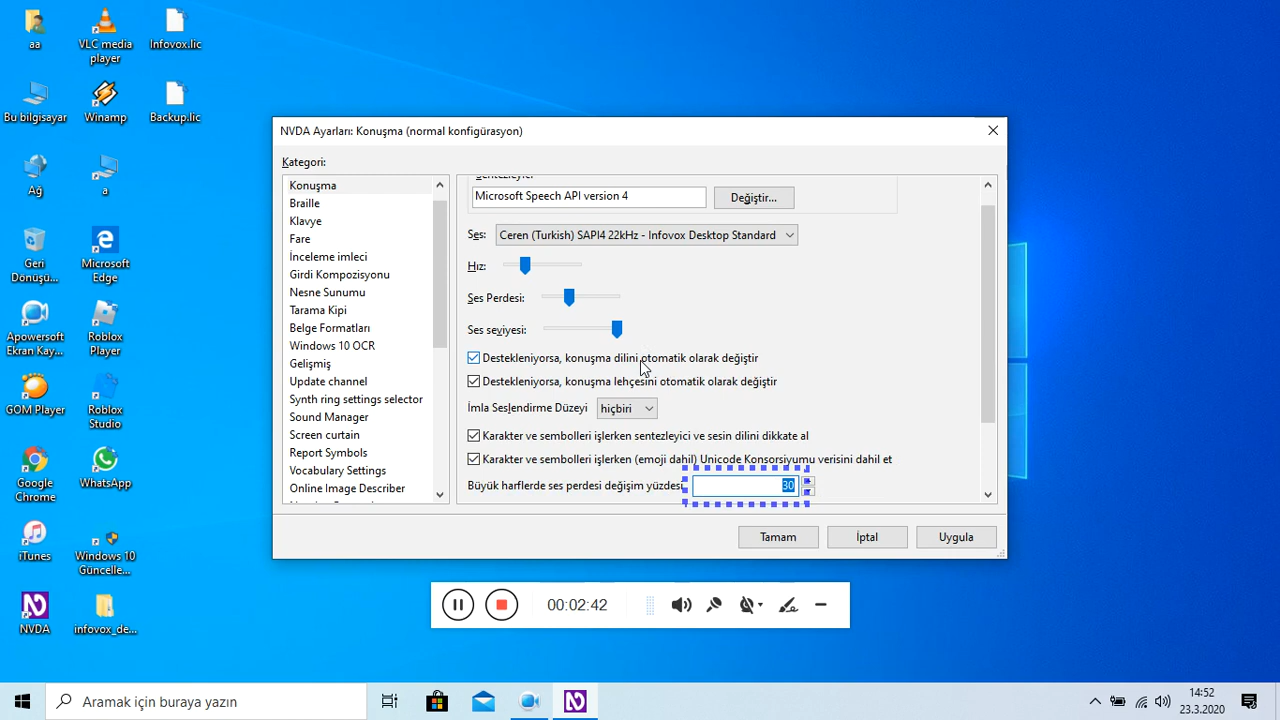 aa
VLC media
player
Infovox.lic
Bu bilgisayar
Winamp
Backup.lic
Ağ
a
Geri
Dönüşü...
Microsoft
Edge
Apowersoft
Ekran Kay...
Roblox
Player
GOM Player
Roblox
Studio
Google
Chrome
WhatsApp
iTunes
Windows 10
Güncelle...
NVDA
infovox_de...
NVDA Ayarları: Konuşma (normal konfigürasyon)
Kategori:
Konuşma
Braille
Klavye
Fare
İnceleme imleci
Girdi Kompozisyonu
Nesne Sunumu
Tarama Kipi
Belge Formatları
Windows 10 OCR
Gelişmiş
Update channel
Synth ring settings selector
Sound Manager
Screen curtain
Report Symbols
Vocabulary Settings
Online Image Describer
Microsoft Speech API version 4
Değiştir...
Ses:
Ceren (Turkish) SAPI4 22kHz - Infovox Desktop Standard
Hız:
Ses Perdesi:
Ses seviyesi:
Destekleniyorsa, konuşma dilini otomatik olarak değiştir
Destekleniyorsa, konuşma lehçesini otomatik olarak değiştir
İmla Seslendirme Düzeyi
hiçbiri
Karakter ve sembolleri işlerken sentezleyici ve sesin dilini dikkate al
Karakter ve sembolleri işlerken (emoji dahil) Unicode Konsorsiyumu verisini dahil et
Büyük harflerde ses perdesi değişim yüzdesi
30
Tamam
İptal
Uygula
00:02:42
Aramak için buraya yazın
14:52
23.3.2020